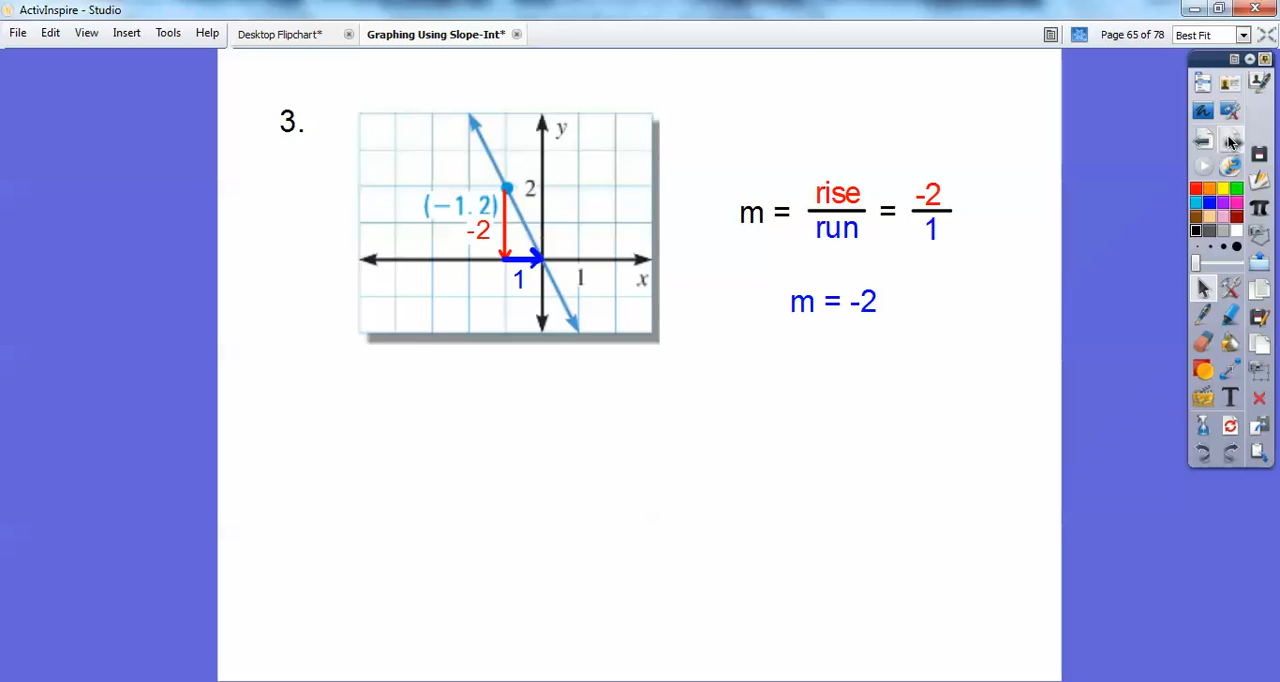 ActivInspire - Studio
File Edit View Insert Tools Help
Desktop Flipchart* Graphing Using Slope-Int* Page 65 of 78 Best Fit
3.
y
2
(−1, 2)
-2
1
1
x
m = rise/run = -2/1
m = -2
T
π